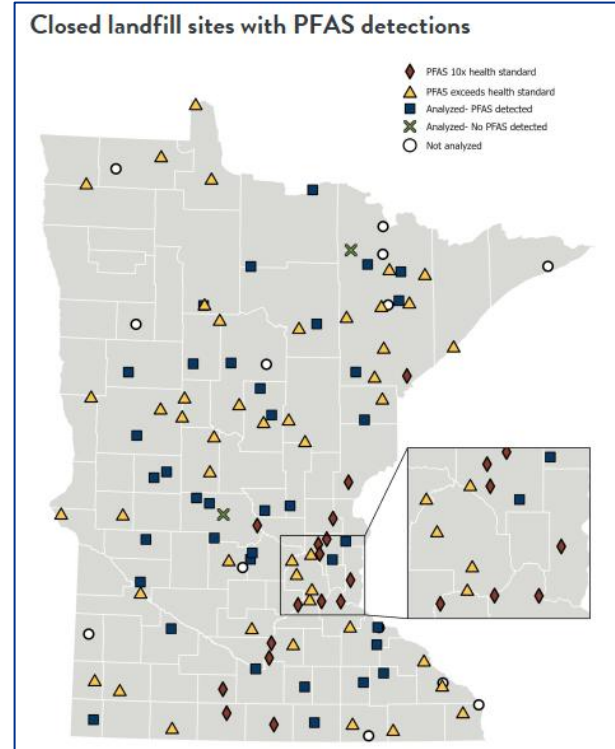 Closed landfill sites with PFAS detections
PFAS 10x health standard
PFAS exceeds health standard
Analyzed- PFAS detected
Analyzed- No PFAS detected
Not analyzed